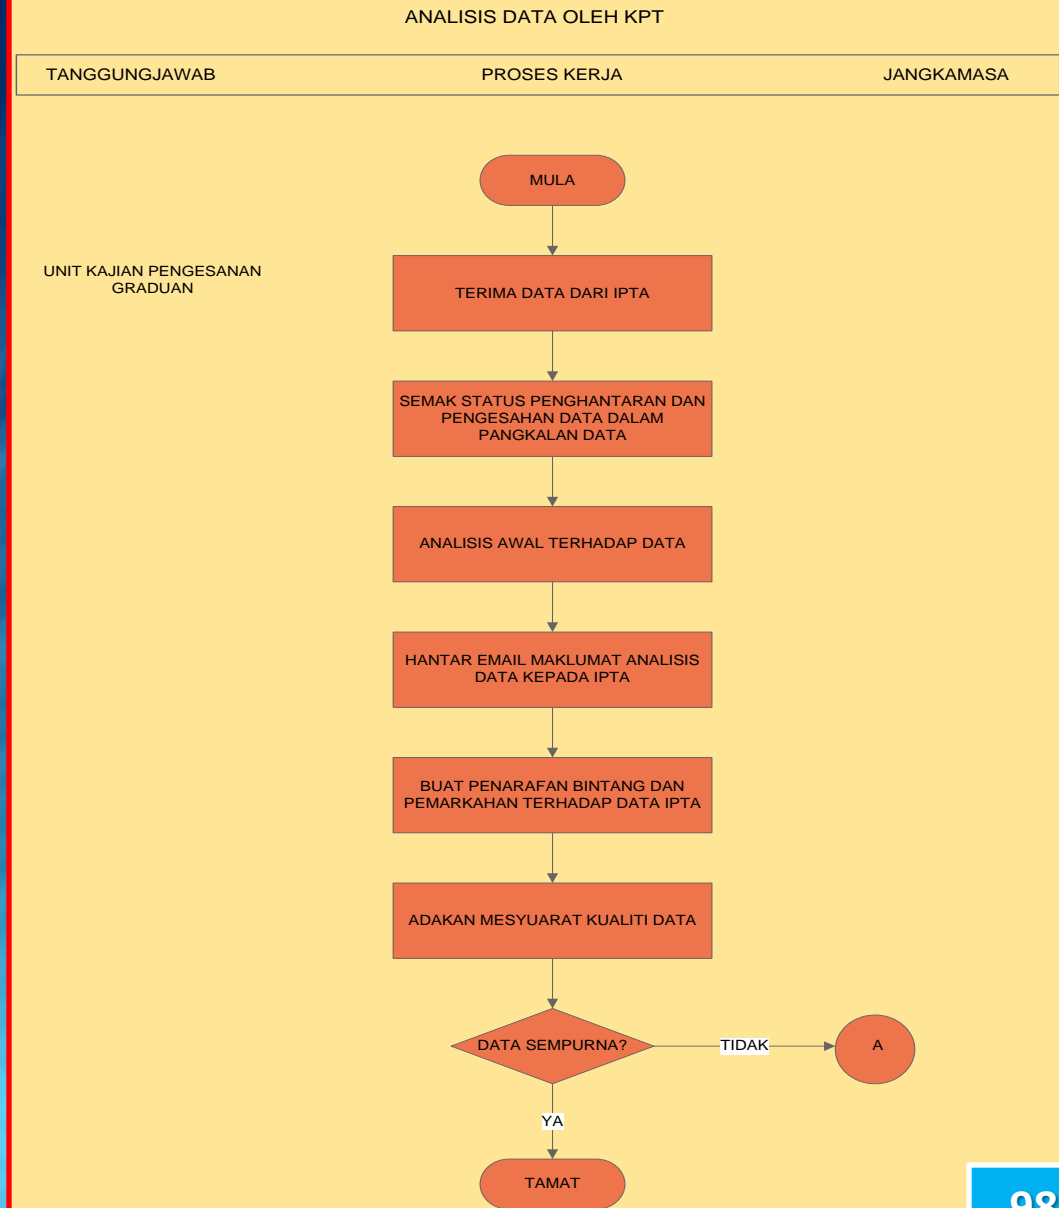 ANALISIS DATA OLEH KPT
TANGGUNGJAWAB PROSES KERJA JANGKAMASA
MULA
UNIT KAJIAN PENGESANAN
GRADUAN
TERIMA DATA DARI IPTA
SEMAK STATUS PENGHANTARAN DAN
PENGESAHAN DATA DALAM
PANGKALAN DATA
ANALISIS AWAL TERHADAP DATA
HANTAR EMAIL MAKLUMAT ANALISIS
DATA KEPADA IPTA
BUAT PENARAFAN BINTANG DAN
PEMARKAHAN TERHADAP DATA IPTA
ADAKAN MESYUARAT KUALITI DATA
DATA SEMPURNA?
TIDAK
A
YA
TAMAT
98